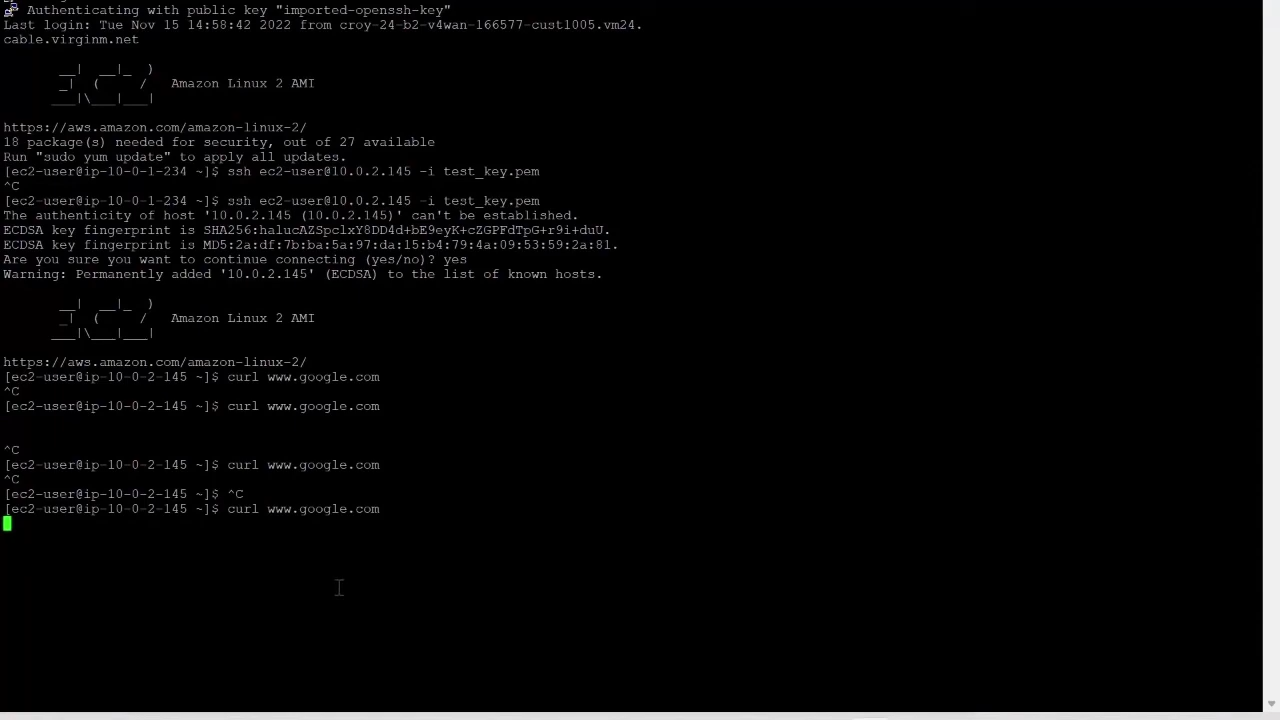 Authenticating with public key "imported-openssh-key"
Last login: Tue Nov 15 14:58:42 2022 from croy-24-b2-v4wan-166577-cust1005.vm24.
cable.virginm.net
       __|  __|_  )
       _|  (     /   Amazon Linux 2 AMI
      ___|\___|___|
https://aws.amazon.com/amazon-linux-2/
18 package(s) needed for security, out of 27 available
Run "sudo yum update" to apply all updates.
[ec2-user@ip-10-0-1-234 ~]$ ssh ec2-user@10.0.2.145 -i test_key.pem
^C
[ec2-user@ip-10-0-1-234 ~]$ ssh ec2-user@10.0.2.145 -i test_key.pem
The authenticity of host '10.0.2.145 (10.0.2.145)' can't be established.
ECDSA key fingerprint is SHA256:halucAZSpclxY8DD4d+bE9eyK+cZGPFdTpG+r9i+duU.
ECDSA key fingerprint is MD5:2a:df:7b:ba:5a:97:da:15:b4:79:4a:09:53:59:2a:81.
Are you sure you want to continue connecting (yes/no)? yes
Warning: Permanently added '10.0.2.145' (ECDSA) to the list of known hosts.
       __|  __|_  )
       _|  (     /   Amazon Linux 2 AMI
      ___|\___|___|
https://aws.amazon.com/amazon-linux-2/
[ec2-user@ip-10-0-2-145 ~]$ curl www.google.com
^C
[ec2-user@ip-10-0-2-145 ~]$ curl www.google.com
^C
[ec2-user@ip-10-0-2-145 ~]$ curl www.google.com
^C
[ec2-user@ip-10-0-2-145 ~]$ ^C
[ec2-user@ip-10-0-2-145 ~]$ curl www.google.com